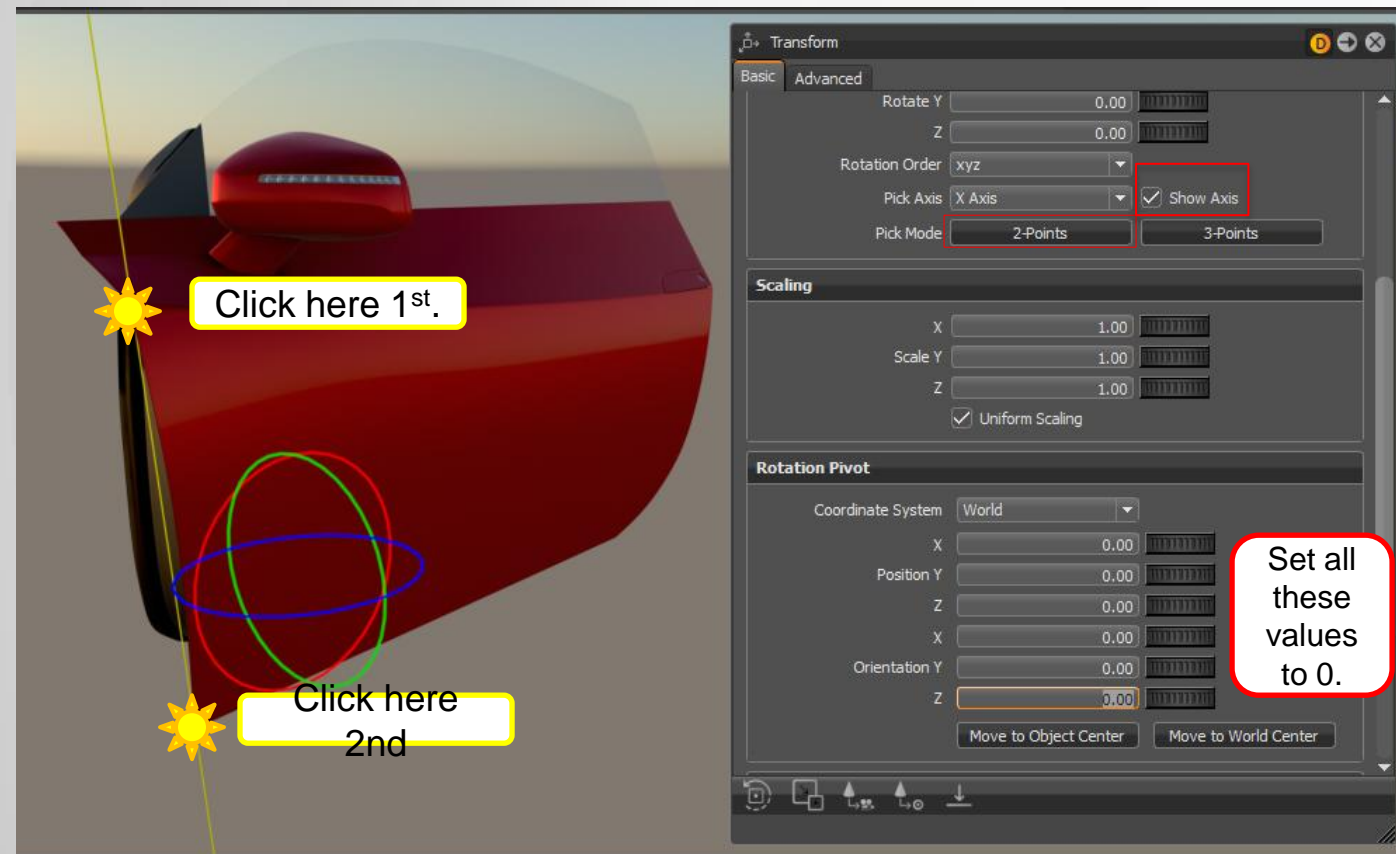 Transform
D
Basic Advanced
Rotate Y 0.00
Z 0.00
Rotation Order xyz
Pick Axis X Axis Show Axis
Pick Mode 2-Points 3-Points
Click here 1st.
Scaling
X 1.00
Scale Y 1.00
Z 1.00
Uniform Scaling
Rotation Pivot
Coordinate System World
X 0.00
Position Y 0.00
Z 0.00
X 0.00
Orientation Y 0.00
Z 0.00
Set all
these
values
to 0.
Click here
2nd
Move to Object Center Move to World Center